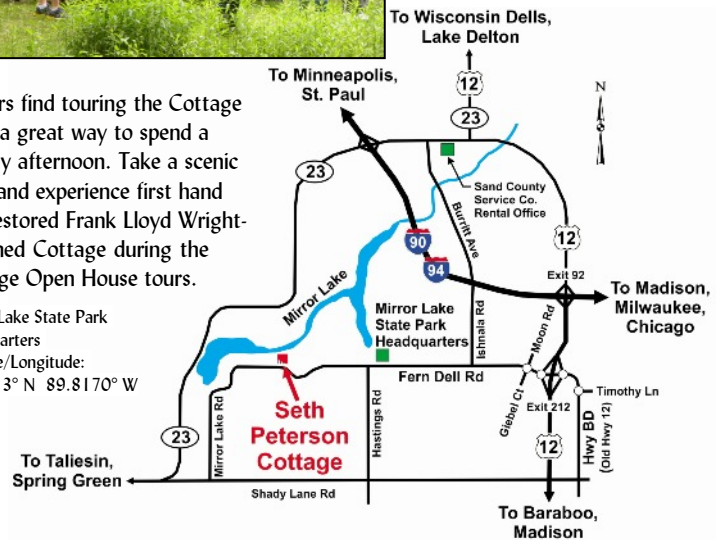 rs find touring the Cottage
a great way to spend a
y afternoon. Take a scenic
and experience first hand
estored Frank Lloyd Wright-
ned Cottage during the
ge Open House tours.
Lake State Park
arters
e/Longitude:
3° N 89.8170° W
To Wisconsin Dells,
Lake Delton
12
23
To Minneapolis,
St. Paul
N
23
Sand County
Service Co.
Rental Office
Burritt Ave
90
94
12
Exit 92
To Madison,
Milwaukee,
Chicago
Mirror Lake
Mirror Lake
State Park
Headquarters
Ishnala Rd
Moon Rd
Fern Dell Rd
Giebel Ct
Exit 212
Timothy Ln
Seth
Peterson
Cottage
Mirror Lake Rd
Hastings Rd
Hwy BD
(Old Hwy 12)
12
23
To Taliesin,
Spring Green
Shady Lane Rd
To Baraboo,
Madison